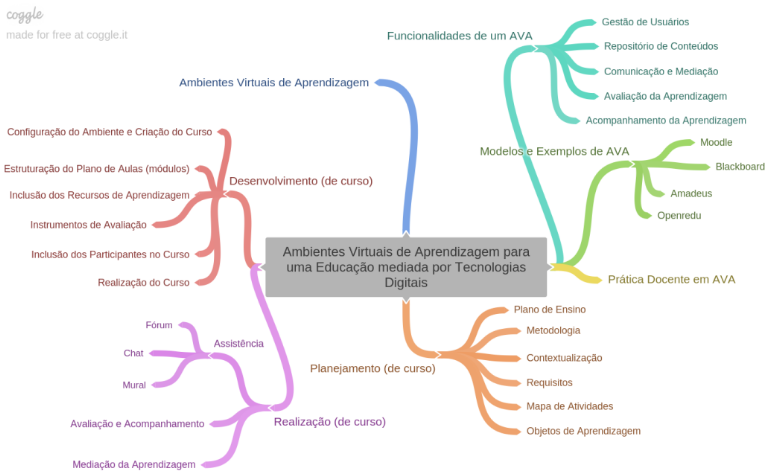 coggle
made for free at coggle.it
Funcionalidades de um AVA
Gestão de Usuários
Repositório de Conteúdos
Comunicação e Mediação
Avaliação da Aprendizagem
Acompanhamento da Aprendizagem
Ambientes Virtuais de Aprendizagem
Modelos e Exemplos de AVA
Moodle
Blackboard
Amadeus
Openredu
Configuração do Ambiente e Criação do Curso
Estruturação do Plano de Aulas (módulos)
Inclusão dos Recursos de Aprendizagem
Instrumentos de Avaliação
Inclusão dos Participantes no Curso
Realização do Curso
Desenvolvimento (de curso)
Ambientes Virtuais de Aprendizagem para
uma Educação mediada por Tecnologias
Digitais
Prática Docente em AVA
Planejamento (de curso)
Plano de Ensino
Metodologia
Contextualização
Requisitos
Mapa de Atividades
Objetos de Aprendizagem
Fórum
Chat
Mural
Assistência
Avaliação e Acompanhamento
Mediação da Aprendizagem
Realização (de curso)